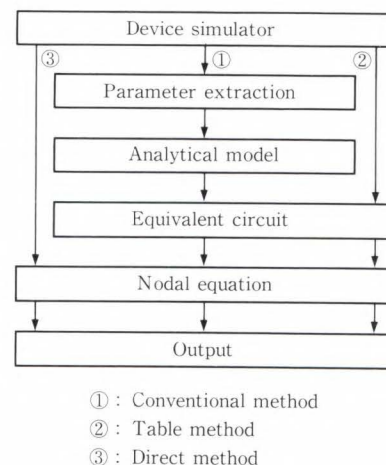 Device simulator
③ ① ②
Parameter extraction
Analytical model
Equivalent circuit
Nodal equation
Output
① : Conventional method
② : Table method
③ : Direct method